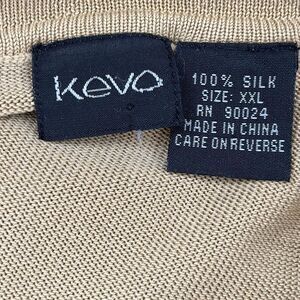 Kevo
100% SILK
SIZE: XXL
RN 90024
MADE IN CHINA
CARE ON REVERSE